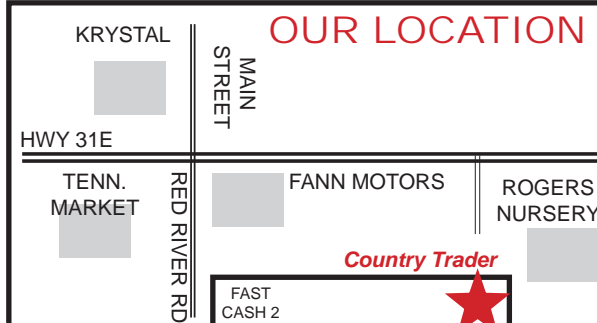 OUR LOCATION
KRYSTAL
MAIN
STREET
HWY 31E
TENN.
MARKET
RED RIVER RD
FANN MOTORS
ROGERS
NURSERY
Country Trader
FAST
CASH 2